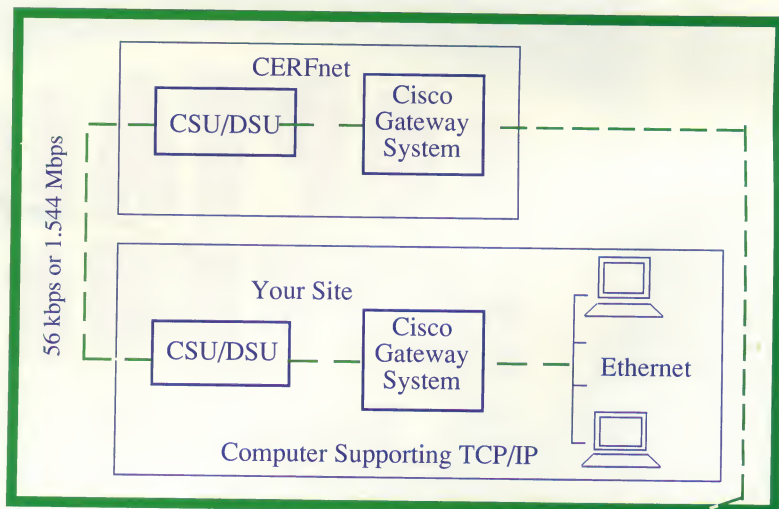 CERFnet
CSU/DSU
Cisco
Gateway
System
56 kbps or 1.544 Mbps
Your Site
CSU/DSU
Cisco
Gateway
System
Ethernet
Computer Supporting TCP/IP